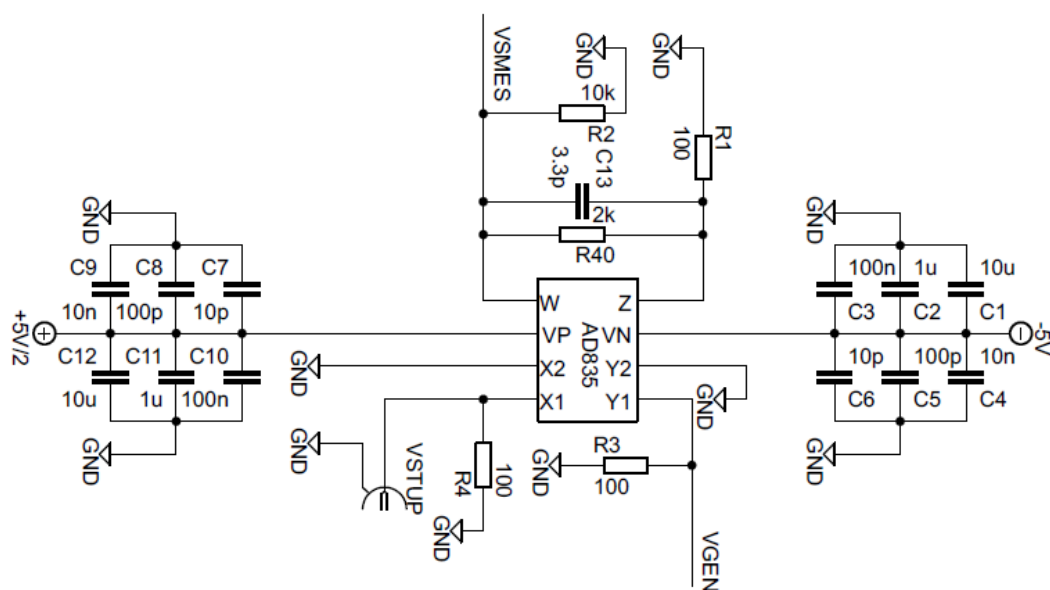 VSMES
GND
10k
R2
GND
R1
100
C13
3.3p
2k
R40
GND
C9
C8
C7
10n
100p
10p
+5V/2
C12
C11
C10
10u
1u
100n
GND
W
Z
VP
VN
X2
Y2
X1
Y1
AD835
GND
GND
100n
1u
10u
C3
C2
C1
-5V
10p
100p
10n
C6
C5
C4
GND
GND
GND
VSTUP
R4
100
GND
R3
100
GND
VGEN